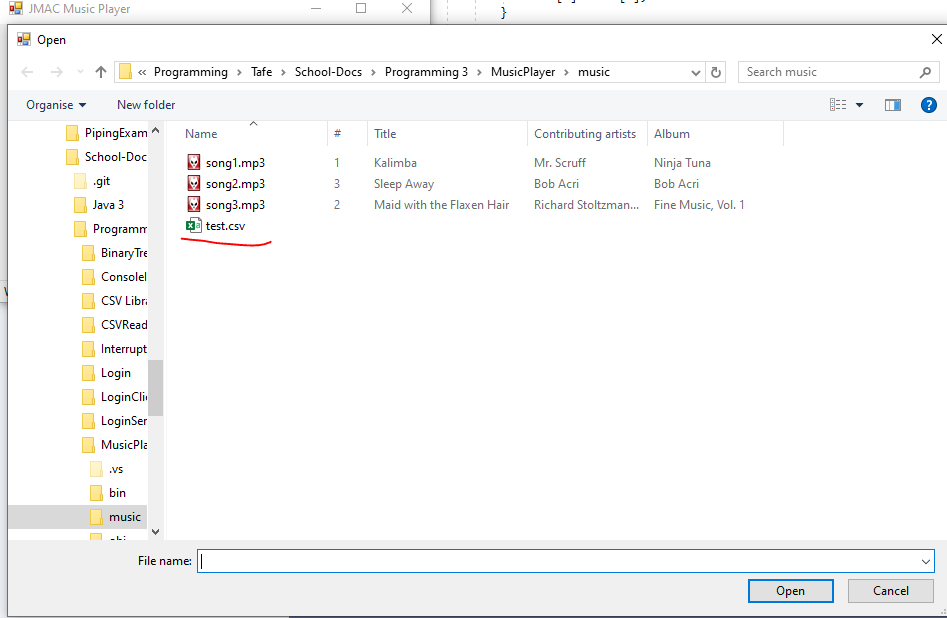 JMAC Music Player
}
Open
« Programming › Tafe › School-Docs › Programming 3 › MusicPlayer › music
Search music
Organise
New folder
PipingExam
School-Doc
.git
Java 3
Programm
BinaryTre
Consolel
CSV Libra
CSVRead
Interrupt
Login
LoginClie
LoginSer
MusicPla
.vs
bin
music
Name # Title Contributing artists Album
song1.mp3 1 Kalimba Mr. Scruff Ninja Tuna
song2.mp3 3 Sleep Away Bob Acri Bob Acri
song3.mp3 2 Maid with the Flaxen Hair Richard Stoltzman... Fine Music, Vol. 1
test.csv
File name:
Open Cancel